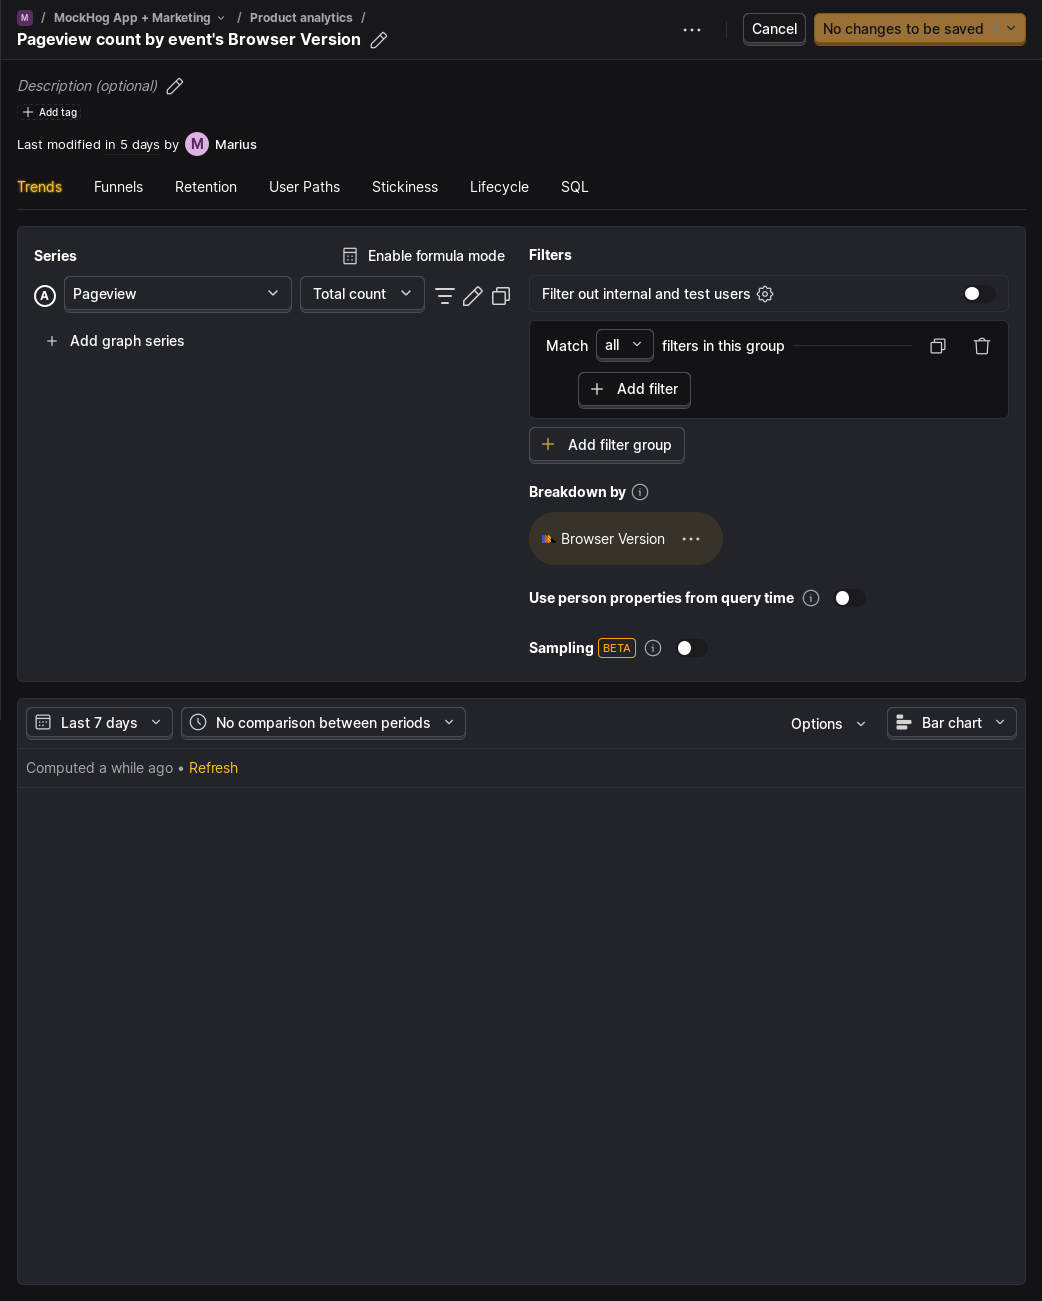 M / MockHog App + Marketing / Product analytics /
Pageview count by event's Browser Version
Cancel
No changes to be saved
Description (optional)
Add tag
Last modified in 5 days by M Marius
Trends Funnels Retention User Paths Stickiness Lifecycle SQL
Series
Enable formula mode
A Pageview Total count
Add graph series
Filters
Filter out internal and test users
Match all filters in this group
Add filter
Add filter group
Breakdown by
Browser Version
Use person properties from query time
Sampling BETA
Last 7 days No comparison between periods Options Bar chart
Computed a while ago • Refresh